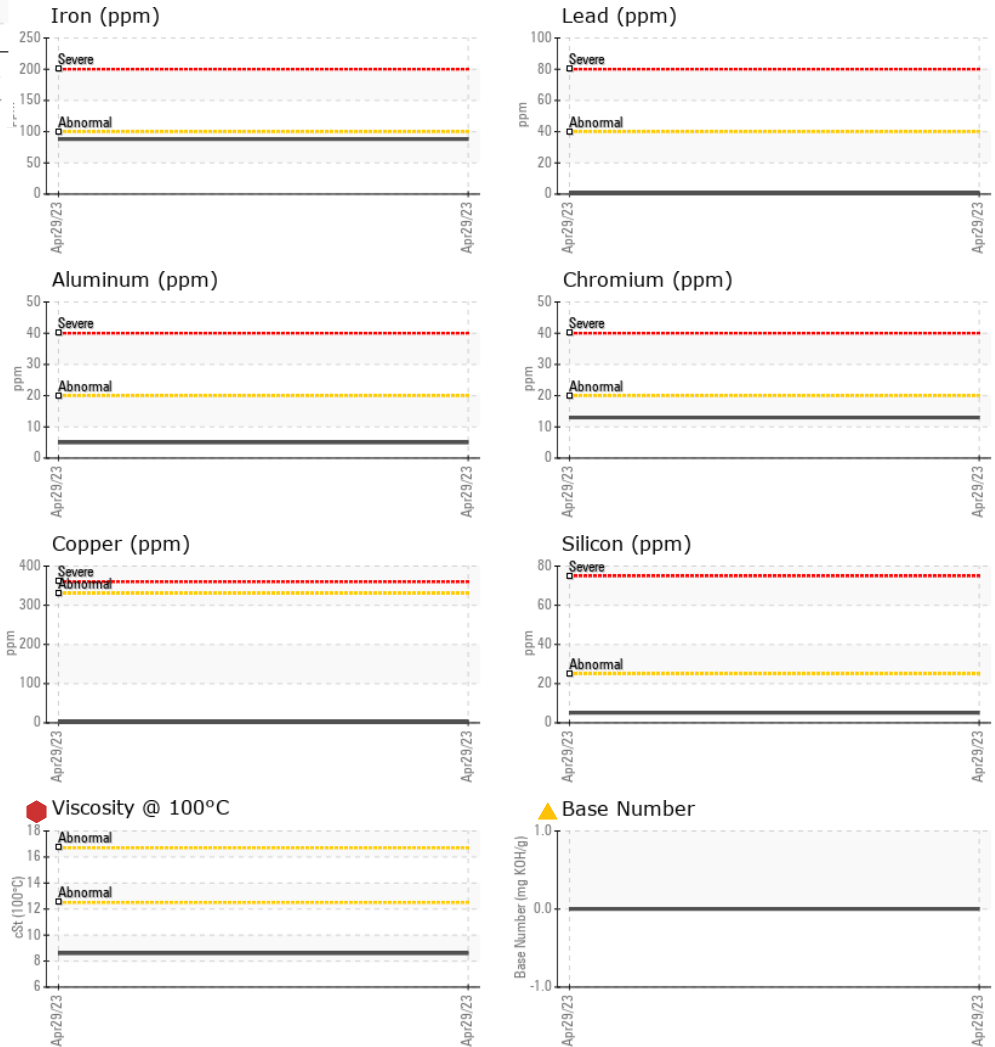 Iron (ppm)
250
200
150
100
50
0
ppm
Severe
Abnormal
Apr29/23
Apr29/23
Lead (ppm)
100
80
60
40
20
0
ppm
Severe
Abnormal
Apr29/23
Apr29/23
Aluminum (ppm)
50
40
30
20
10
0
ppm
Severe
Abnormal
Apr29/23
Apr29/23
Chromium (ppm)
50
40
30
20
10
0
ppm
Severe
Abnormal
Apr29/23
Apr29/23
Copper (ppm)
400
300
200
100
0
ppm
Severe
Abnormal
Apr29/23
Apr29/23
Silicon (ppm)
80
60
40
20
0
ppm
Severe
Abnormal
Apr29/23
Apr29/23
Viscosity @ 100°C
18
16
14
12
10
8
6
cSt (100°C)
Abnormal
Abnormal
Apr29/23
Apr29/23
Base Number
1.0
0.0
-1.0
Base Number (mg KOH/g)
Apr29/23
Apr29/23